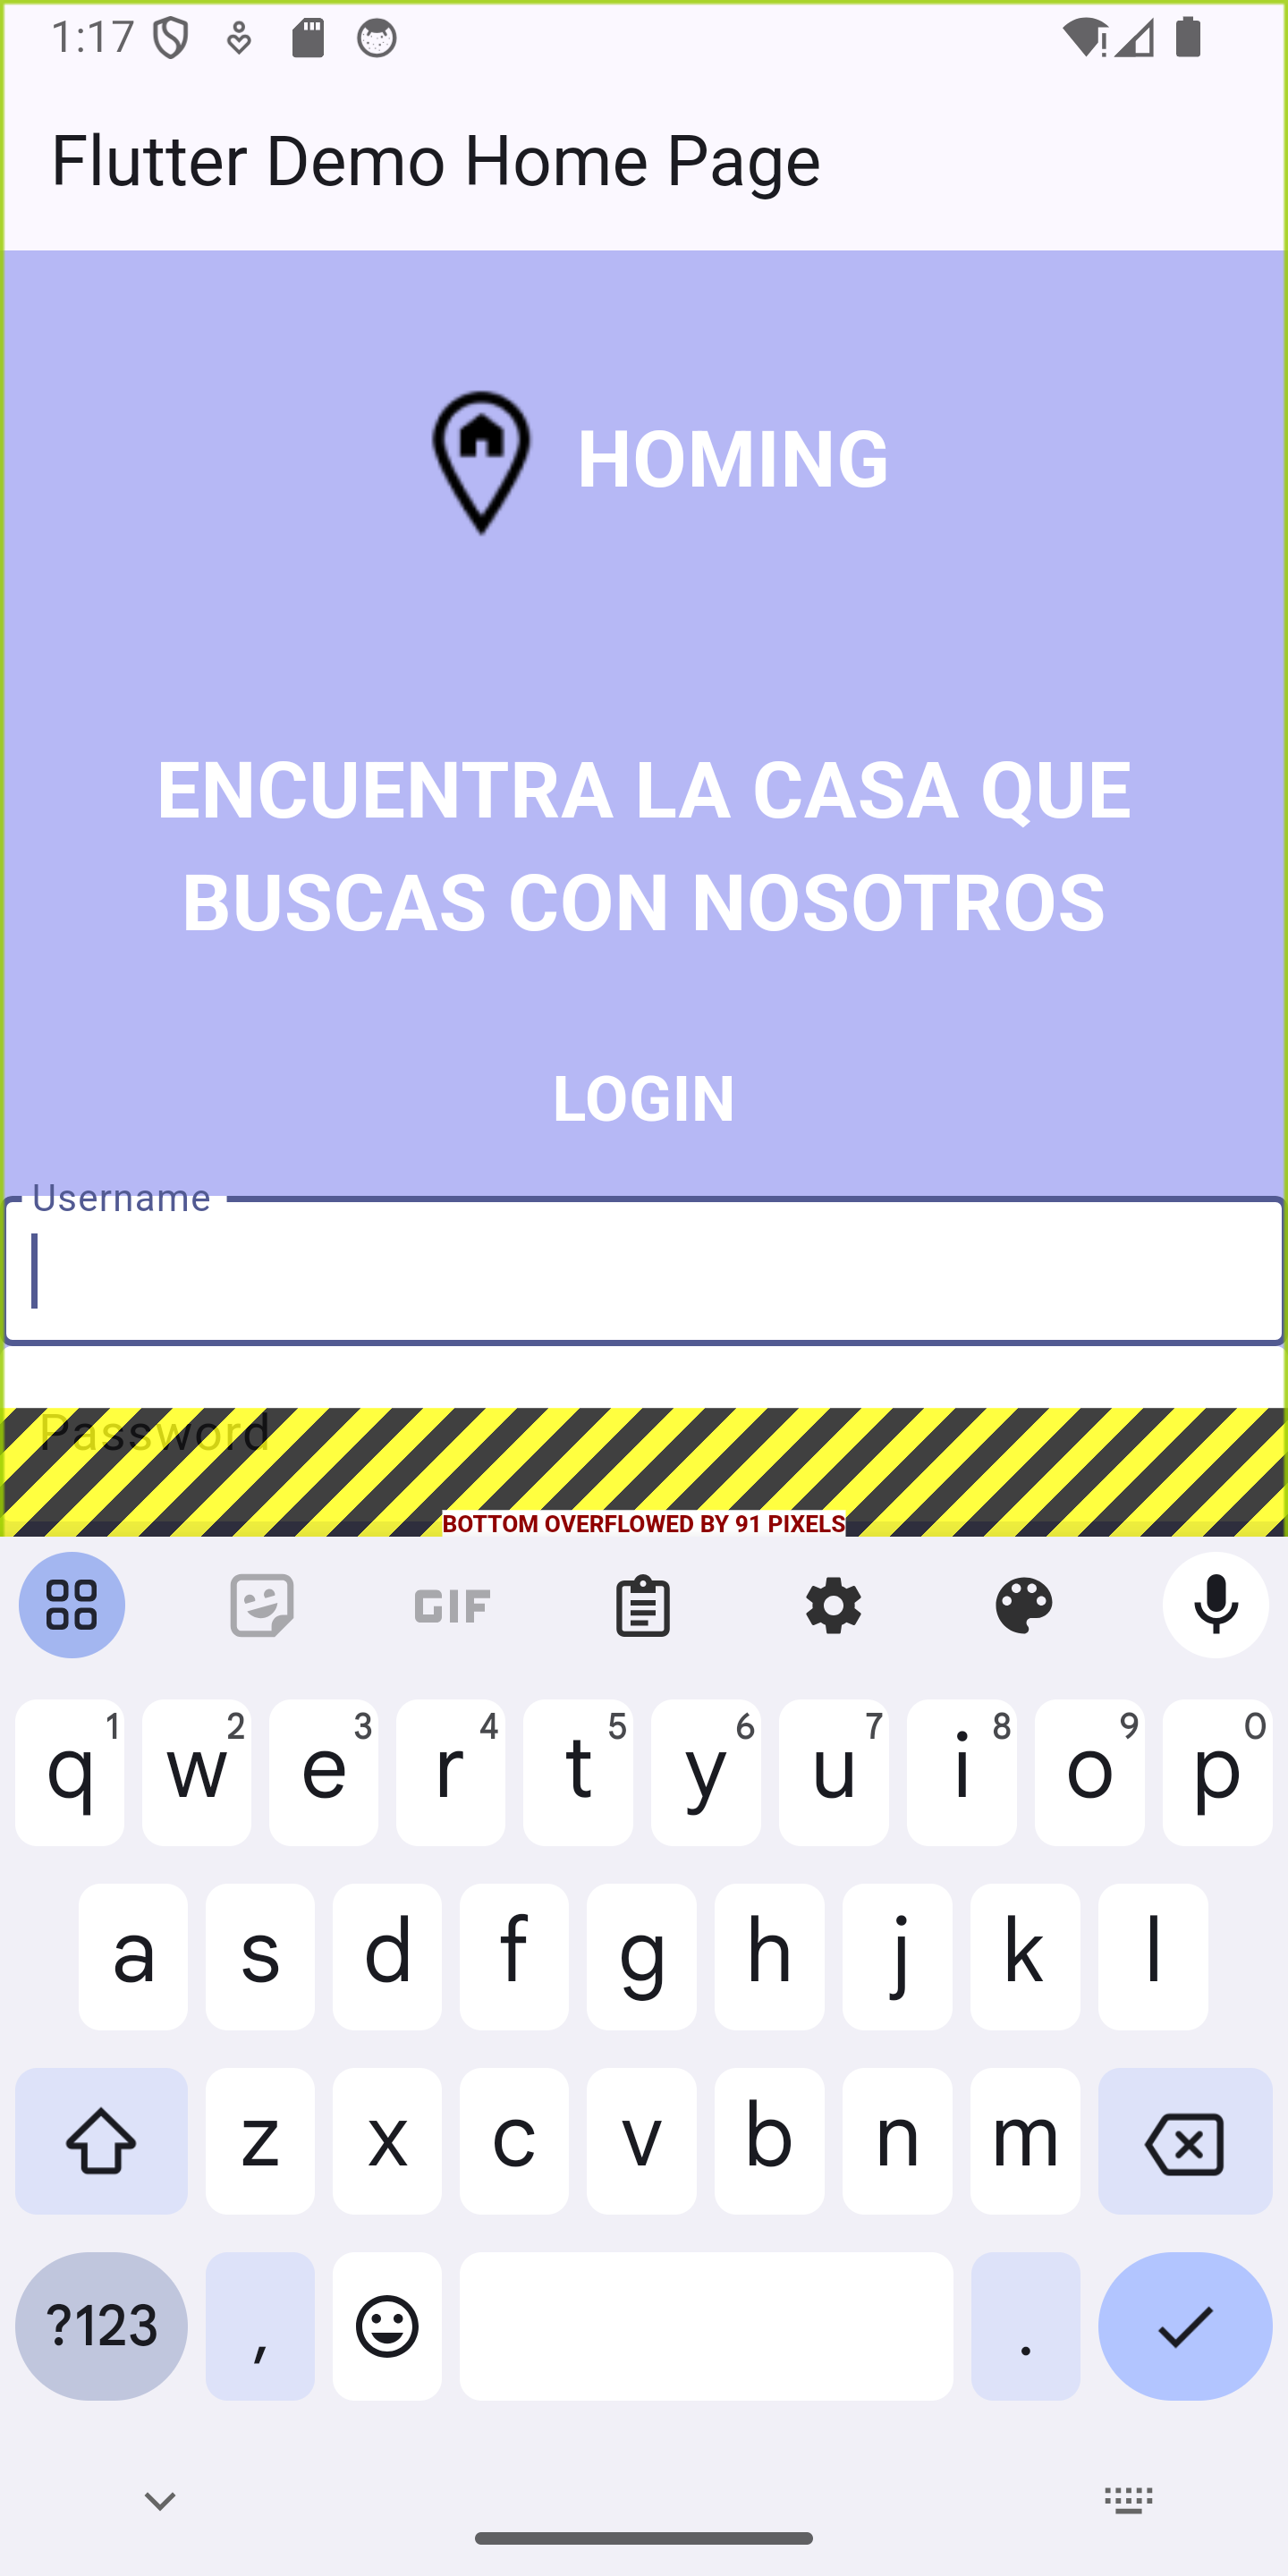 1:17
Flutter Demo Home Page
HOMING
ENCUENTRA LA CASA QUE
BUSCAS CON NOSOTROS
LOGIN
Username
Password
BOTTOM OVERFLOWED BY 91 PIXELS
GIF
q 1 w 2 e 3 r 4 t 5 y 6 u 7 i 8 o 9 p 0
a s d f g h j k l
z x c v b n m
?123 , .